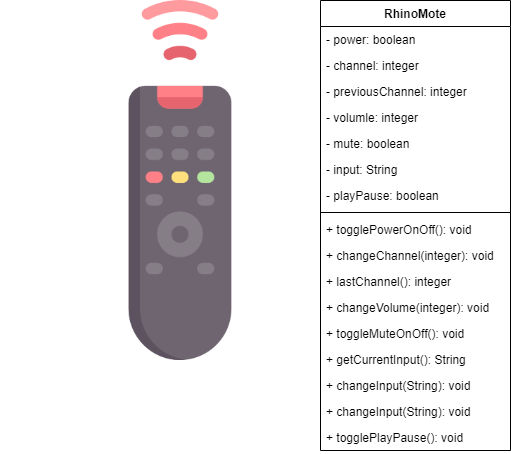 RhinoMote
- power: boolean
- channel: integer
- previousChannel: integer
- volumle: integer
- mute: boolean
- input: String
- playPause: boolean
+ togglePowerOnOff(): void
+ changeChannel(integer): void
+ lastChannel(): integer
+ changeVolume(integer): void
+ toggleMuteOnOff(): void
+ getCurrentInput(): String
+ changeInput(String): void
+ changeInput(String): void
+ togglePlayPause(): void